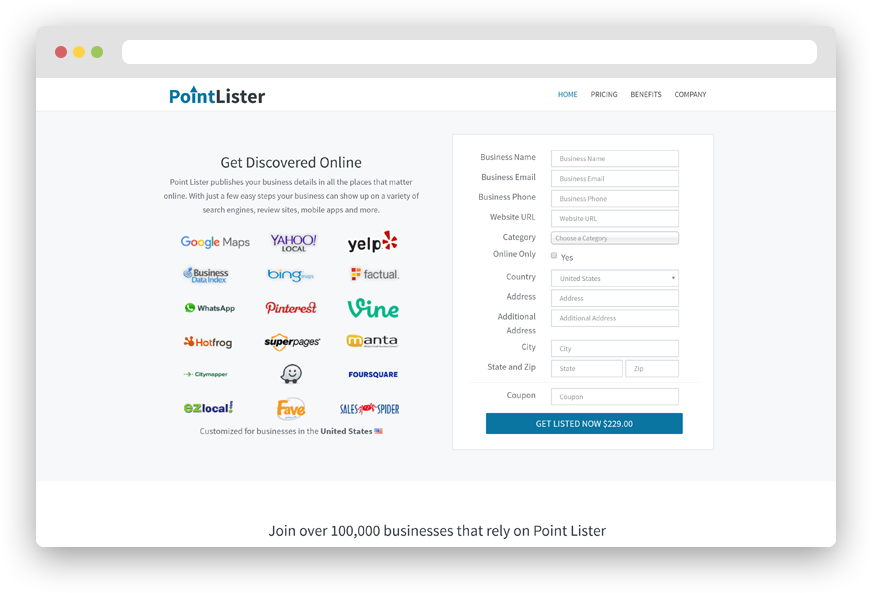 PointLister
HOME PRICING BENEFITS COMPANY
Get Discovered Online
Point Lister publishes your business details in all the places that matter
online. With just a few easy steps your business can show up on a variety of
search engines, review sites, mobile apps and more.
Google Maps YAHOO! LOCAL yelp
Business Data Index bing maps factual.
WhatsApp Pinterest Vine
Hotfrog superpages manta
Citymapper FOURSQUARE
ezlocal! Fave SALES SPIDER
Customized for businesses in the United States
Business Name Business Name
Business Email Business Email
Business Phone Business Phone
Website URL Website URL
Category Choose a Category
Online Only Yes
Country United States
Address Address
Additional Address Additional Address
City City
State and Zip State Zip
Coupon Coupon
GET LISTED NOW $229.00
Join over 100,000 businesses that rely on Point Lister